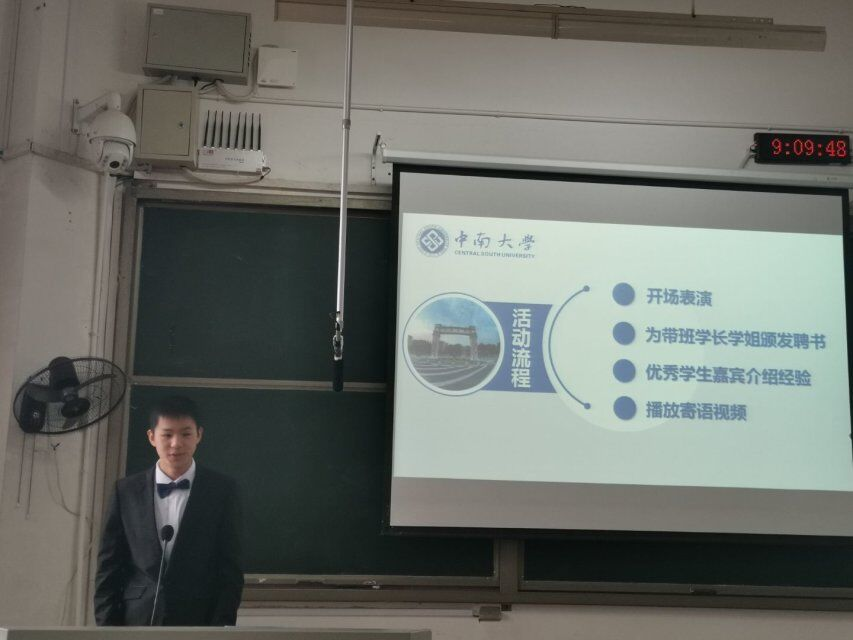 9:09:48
中南大学
CENTRAL SOUTH UNIVERSITY
活动流程
开场表演
为带班学长学姐颁发聘书
优秀学生嘉宾介绍经验
播放寄语视频